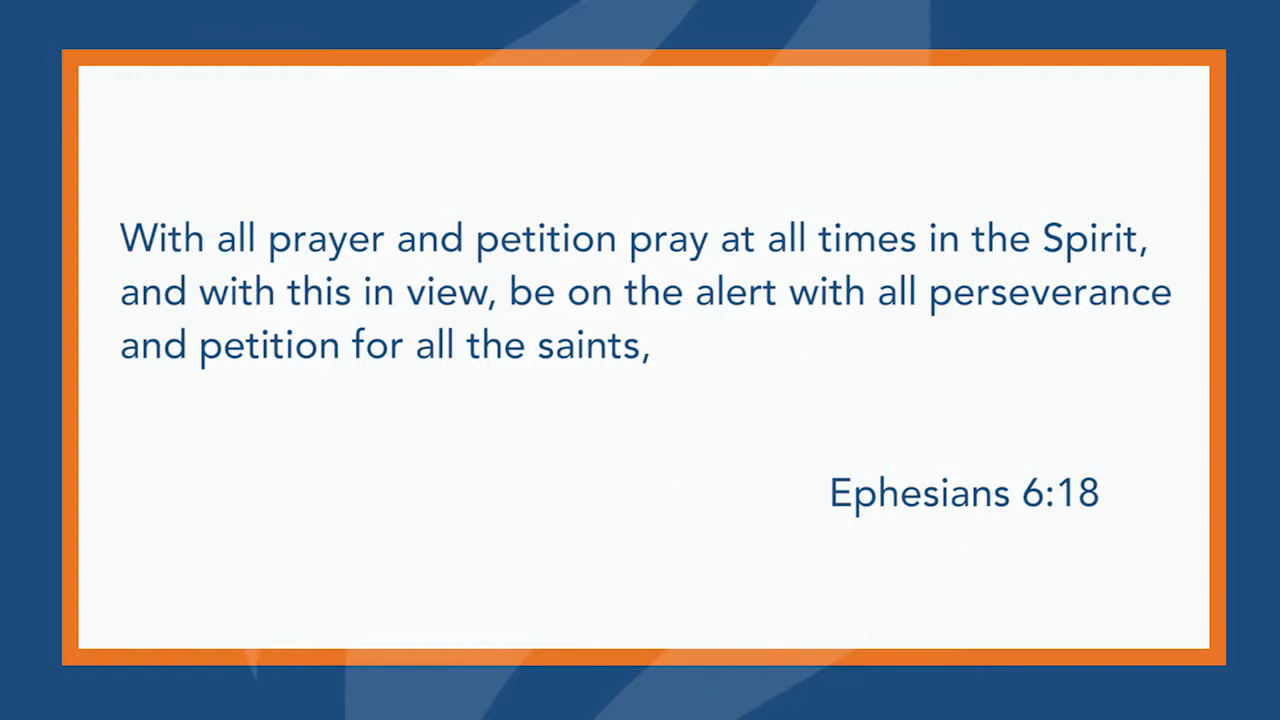 With all prayer and petition pray at all times in the Spirit,
and with this in view, be on the alert with all perseverance
and petition for all the saints,
Ephesians 6:18